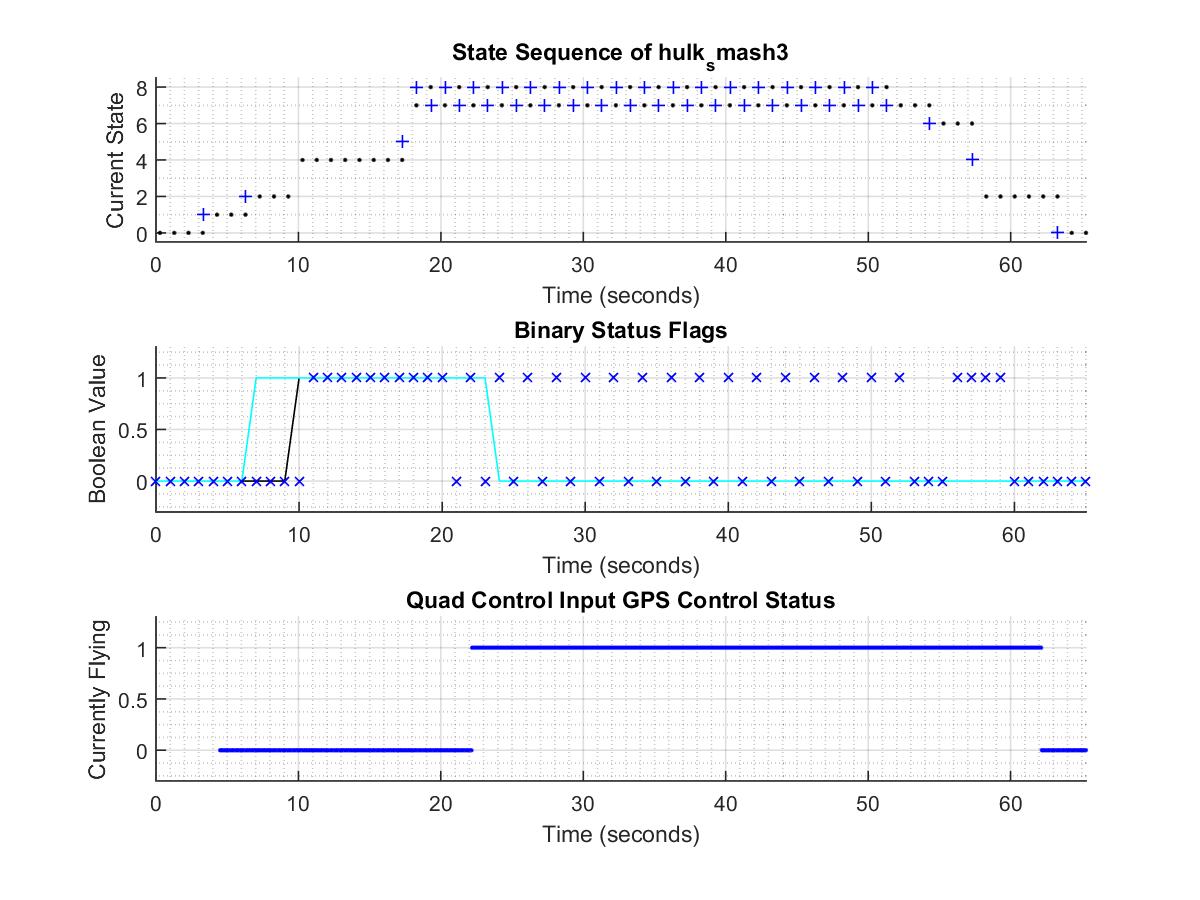 State Sequence of hulksmash3
8
6
4
2
0
Current State
0 10 20 30 40 50 60
Time (seconds)
Binary Status Flags
1
0.5
0
Boolean Value
0 10 20 30 40 50 60
Time (seconds)
Quad Control Input GPS Control Status
1
0.5
0
Currently Flying
0 10 20 30 40 50 60
Time (seconds)